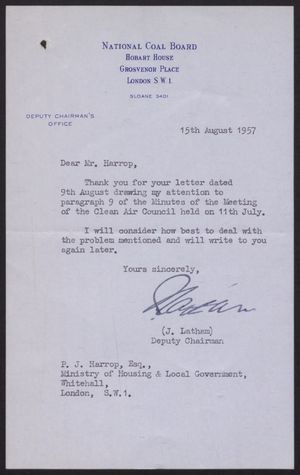 NATIONAL COAL BOARD
HOBART HOUSE
GROSVENOR PLACE
LONDON S.W.1.
SLOANE 3401
DEPUTY CHAIRMAN'S
OFFICE
15th August 1957
Dear Mr. Harrop,
Thank you for your letter dated
9th August drawing my attention to
paragraph 9 of the Minutes of the Meeting
of the Clean Air Council held on 11th July.
I will consider how best to deal with
the problem mentioned and will write to you
again later.
Yours sincerely,
Latham
(J. Latham)
Deputy Chairman
P. J. Harrop, Esq.,
Ministry of Housing & Local Government,
Whitehall,
London, S.W.1.